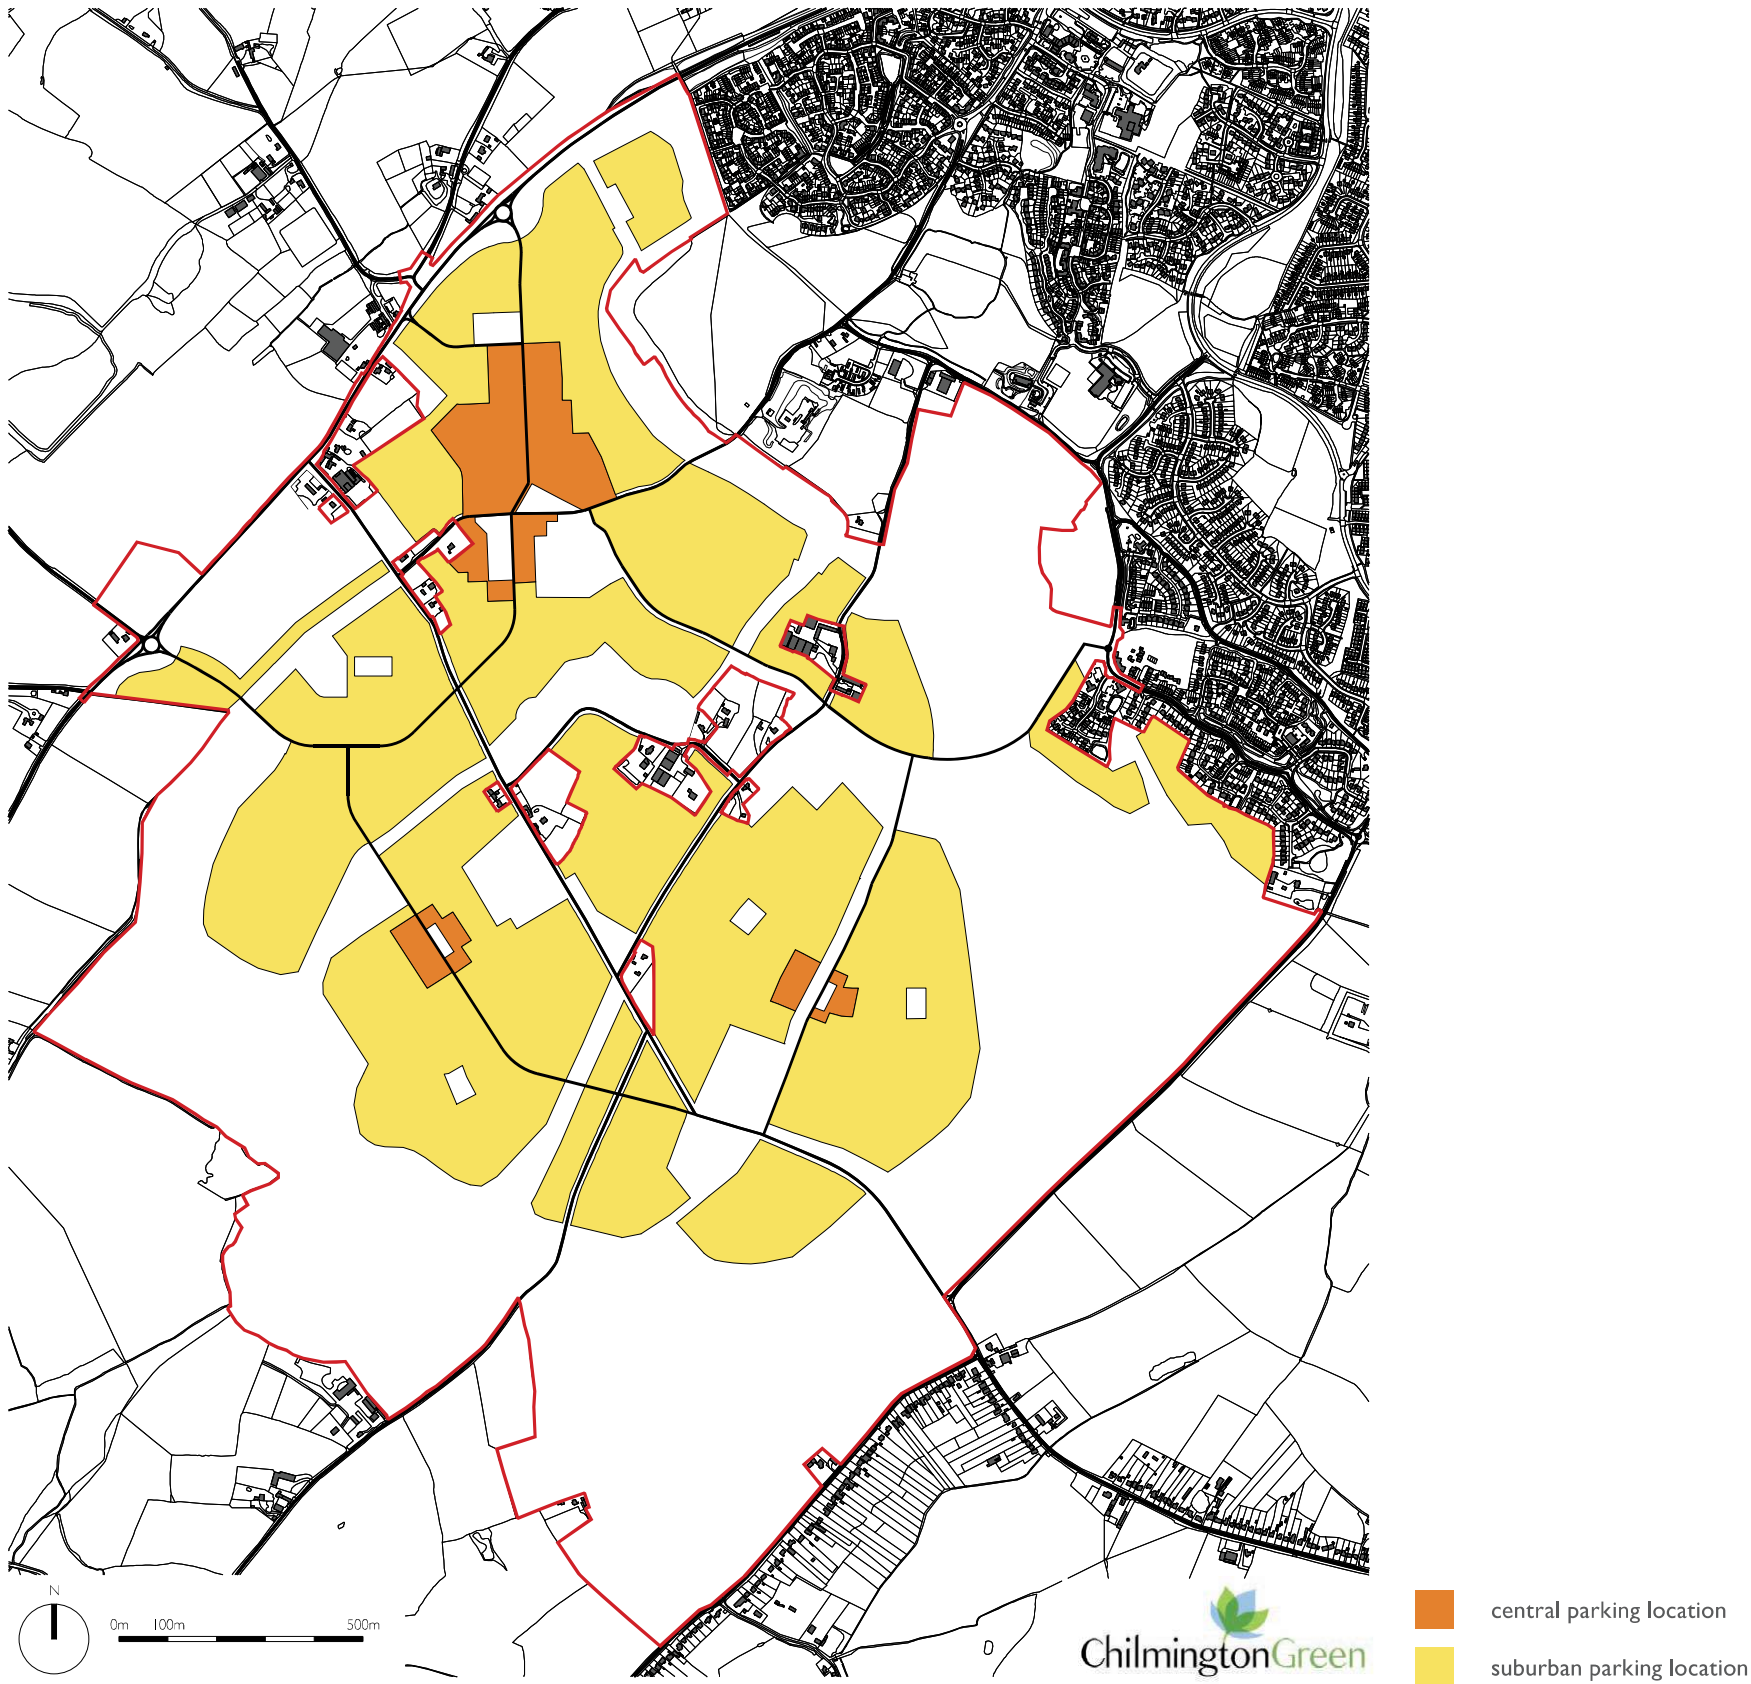 N
0m 100m 500m
ChilmingtonGreen
central parking location
suburban parking location